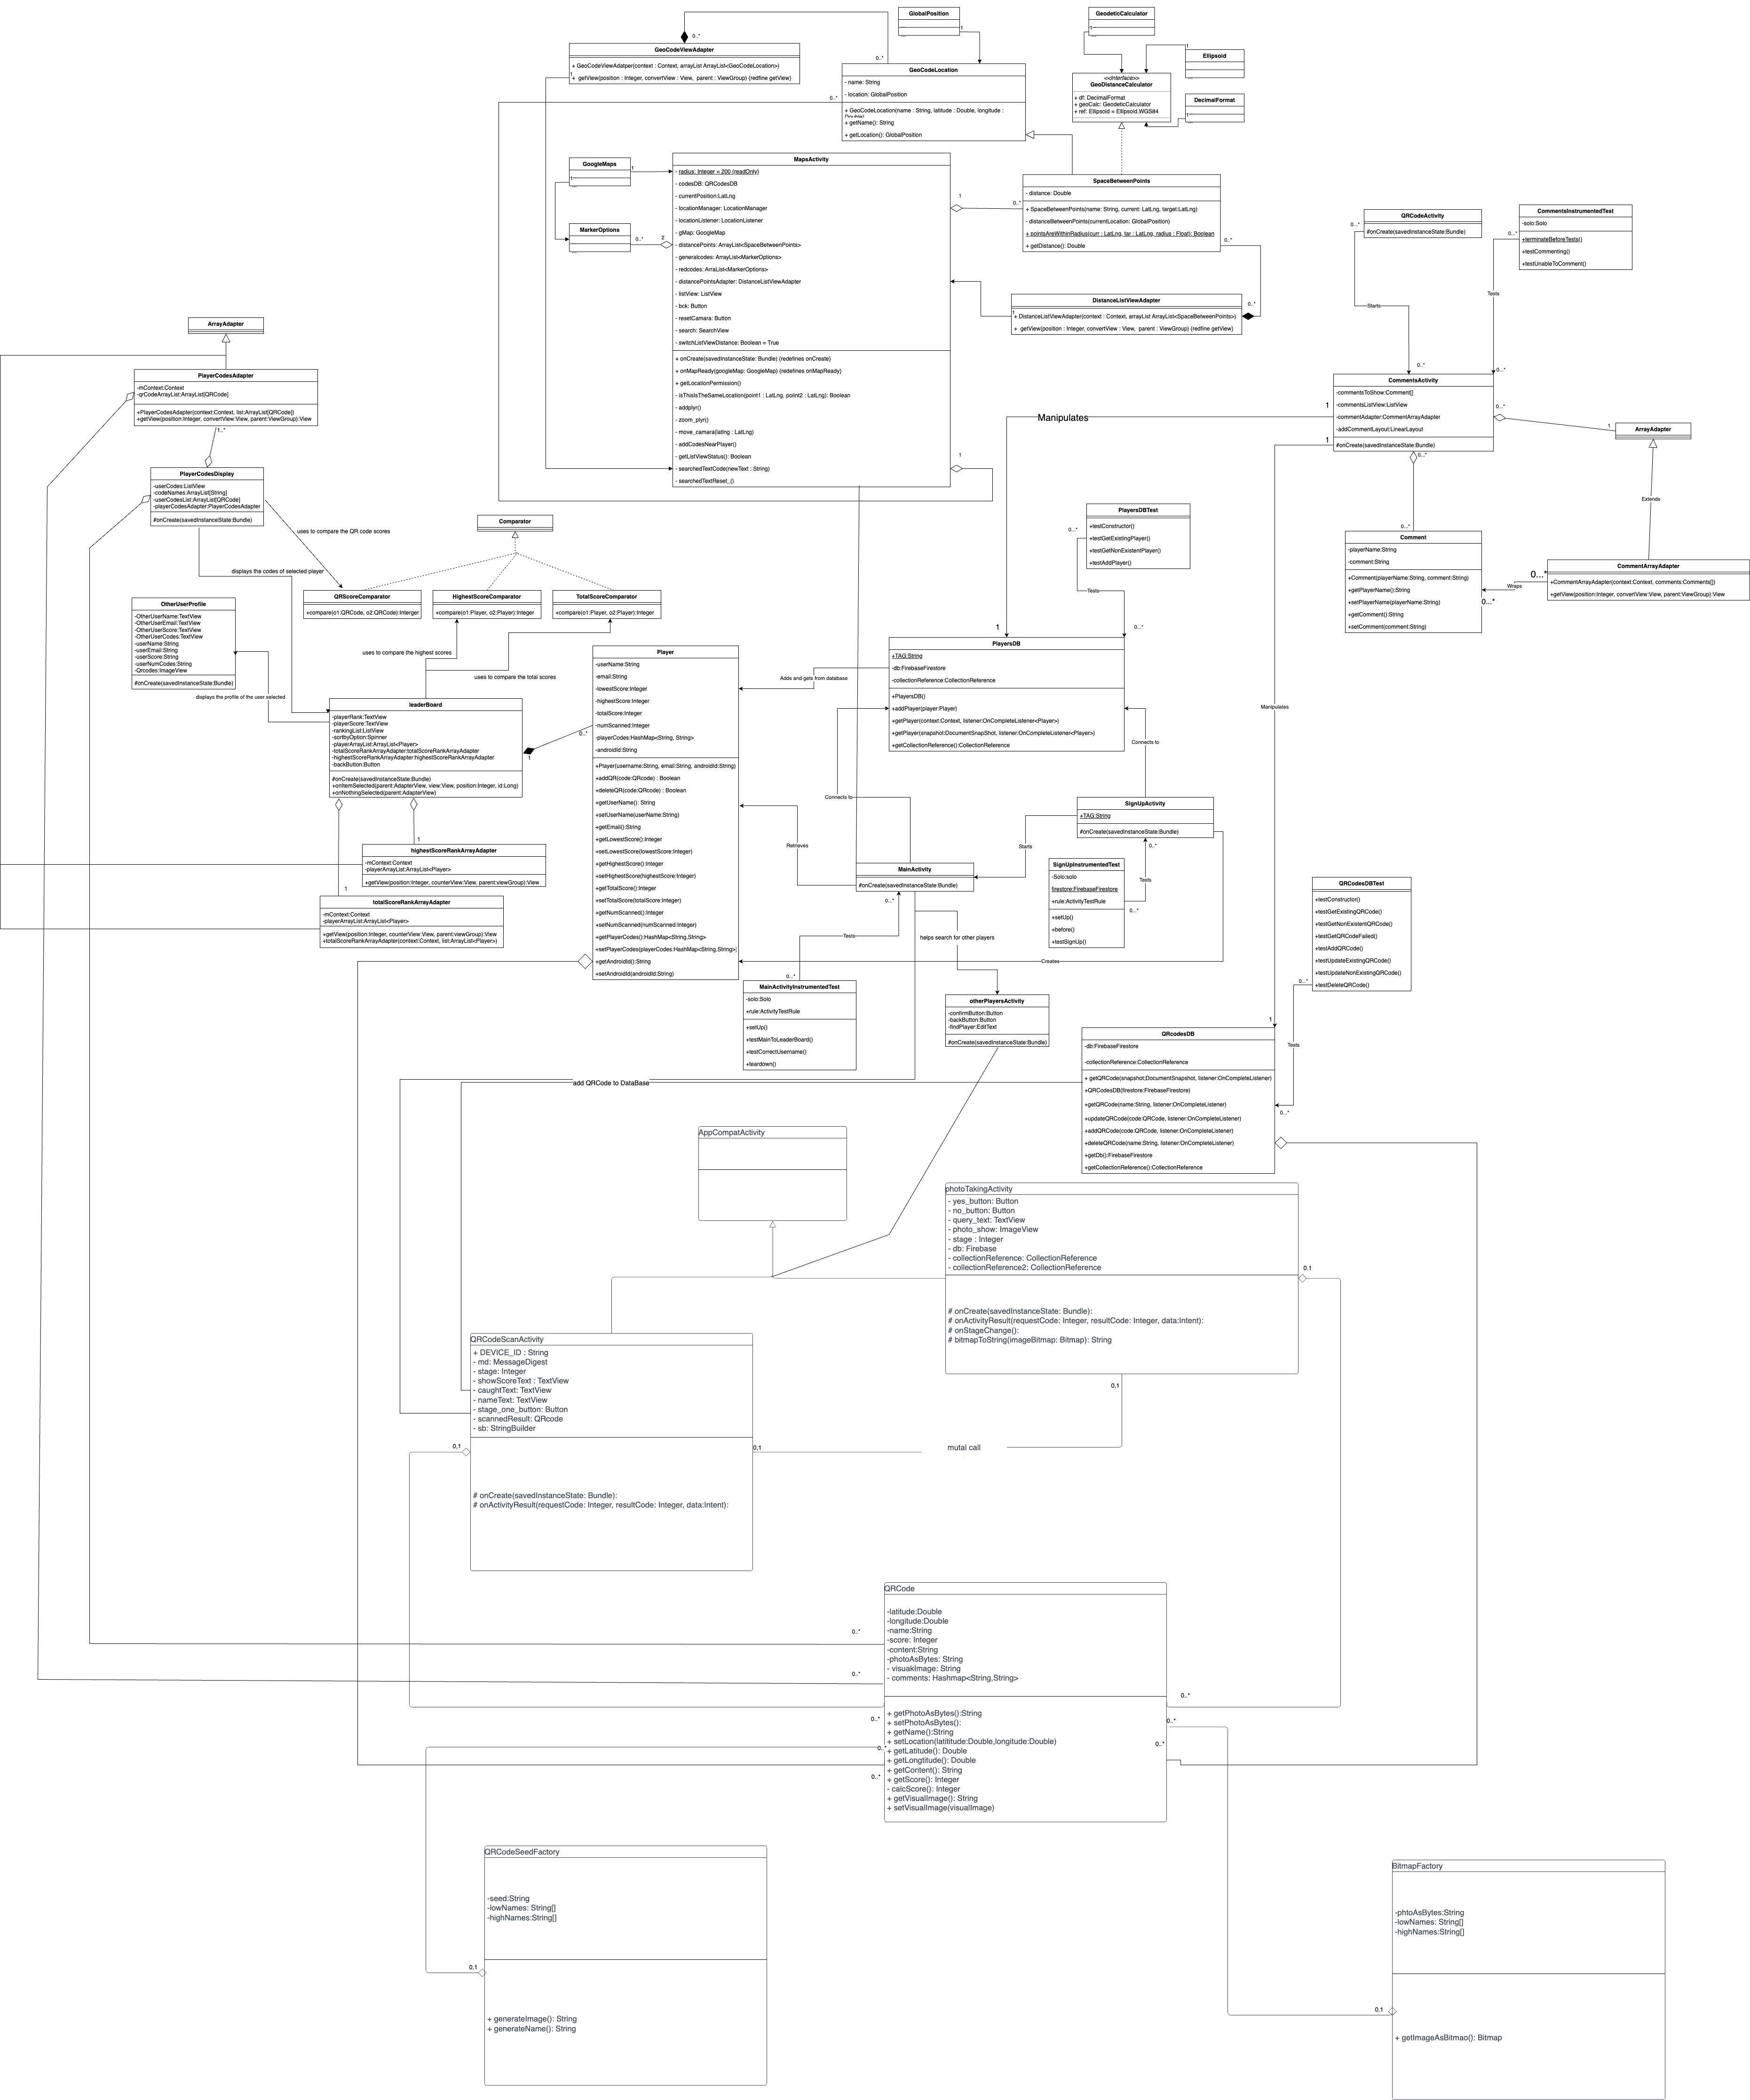 GlobalPosition
...
1
GeodeticCalculator
1
...
Ellipsoid
1
...
0..*
GeoCodeViewAdapter
+ GeoCodeViewAdatper(context : Context, arrayList ArrayList<GeoCodeLocation>)
1
+ getView(position : Integer, convertView : View, parent : ViewGroup) {redfine getView}
0..*
GeoCodeLocation
- name: String
- location: GlobalPosition
+ GeoCodeLocation(name : String, latitude : Double, longitude :
Double)
+ getName(): String
+ getLocation(): GlobalPosition
0..*
<<Interface>>
GeoDistanceCalculator
+ df: DecimalFormat
+ geoCalc: GeodeticCalculator
+ ref: Ellipsoid = Ellipsoid.WGS84
DecimalFormat
1
...
GoogleMaps
1
1
...
MarkerOptions
...
0..*
2
MapsActivity
- radius: Integer = 200 {readOnly}
- codesDB: QRCodesDB
- currentPosition:LatLng
- locationManager: LocationManager
- locationListener: LocationListener
- gMap: GoogleMap
- distancePoints: ArrayList<SpaceBetweenPoints>
- generalcodes: ArrayList<MarkerOptions>
- redcodes: ArraList<MarkerOptions>
- distancePointsAdapter: DistanceListViewAdapter
- listView: ListView
- bck: Button
- resetCamara: Button
- search: SearchView
- switchListViewDistance: Boolean = True
+ onCreate(savedInstanceState: Bundle) {redefines onCreate}
+ onMapReady(googleMap: GoogleMap) {redefines onMapReady}
+ getLocationPermission()
- isThisIsTheSameLocation(point1 : LatLng, poiint2 : LatLng): Boolean
- addplyr()
- zoom_plyr()
- move_camara(latlng : LatLng)
- addCodesNearPlayer()
- getListViewStatus(): Boolean
- searchedTextCode(newText : String)
- searchedTextReset_()
1
0..*
1
SpaceBetweenPoints
- distance: Double
+ SpaceBetweenPoints(name: String, current: LatLng, target:LatLng)
- distanceBetweenPoints(currentLocation: GlobalPosition)
+ pointsAreWithinRadius(curr : LatLng, tar : LatLng, radius : Float): Boolean
+ getDistance(): Double
0..*
0..*
DistanceListViewAdapter
1
+ DistanceListViewAdapter(context : Context, arrayList ArrayList<SpaceBetweenPoints>)
+ getView(position : Integer, convertView : View, parent : ViewGroup) {redfine getView}
QRCodeActivity
#onCreate(savedInstanceState:Bundle)
0...*
Starts
0...*
CommentsInstrumentedTest
-solo:Solo
+terminateBeforeTests()
+testCommenting()
+testUnableToComment()
0...*
Tests
0...*
CommentsActivity
-commentsToShow:Comment[]
-commentsListView:ListView
-commentAdapter:CommentArrayAdapter
-addCommentLayout:LinearLayout
#onCreate(savedInstanceState:Bundle)
1
1
Manipulates
0...*
1
0...*
ArrayAdapter
Extends
0...*
Comment
-playerName:String
-comment:String
+Comment(playerName:String, comment:String)
+getPlayerName():String
+setPlayerName(playerName:String)
+getComment():String
+setComment(comment:String)
0...*
Wraps
0...*
CommentArrayAdapter
+CommentArrayAdapter(context:Context, comments:Comments[])
+getView(position:Integer, convertView:View, parent:ViewGroup):View
ArrayAdapter
PlayerCodesAdapter
-mContext:Context
-qrCodeArrayList:ArrayList[QRCode]
+PlayerCodesAdapter(context:Context, list:ArrayList[QRCode])
+getView(position:Integer, converView:View, parent:ViewGroup):View
1..*
PlayerCodesDisplay
-userCodes:ListView
-codeNames:ArrayList[String]
-userCodesList:ArrayList[QRCode]
-playerCodesAdapter:PlayerCodesAdapter
#onCreate(savedInstanceState:Bundle)
uses to compare the QR code scores
displays the codes of selected player
Comparator
QRScoreComparator
+compare(o1:QRCode, o2:QRCode):Interger
HighestScoreComparator
+compare(o1:Player, o2:Player):Integer
TotalScoreComparator
+compare(o1:Player, o2:Player):Integer
OtherUserProfile
-OtherUserName:TextView
-OtherUserEmail:TextView
-OtherUserScore:TextView
-OtherUserCodes:TextView
-userName:String
-userEmail:String
-userScore:String
-userNumCodes:String
-Qrcodes:ImageView
#onCreate(savedInstanceState:Bundle)
uses to compare the highest scores
uses to compare the total scores
displays the profile of the user selected
leaderBoard
-playerRank:TextView
-playerScore:TextView
-rankingList:ListView
-sortbyOption:Spinner
-playerArrayList:ArrayList<Player>
-totalScoreRankArrayAdapter:totalScoreRankArrayAdapter
-highestScoreRankArrayAdapter:highestScoreRankArrayAdapter
-backButton:Button
#onCreate(savedInstanceState:Bundle)
+onItemSelected(parent:AdapterView, view:View, position:Integer, id:Long)
+onNothingSelected(parent:AdapterView)
0..*
1
1
highestScoreRankArrayAdapter
-mContext:Context
-playerArrayList:ArrayList<Player>
+getView(position:Integer, counterView:View, parent:viewGroup):View
1
totalScoreRankArrayAdapter
-mContext:Context
-playerArrayList:ArrayList<Player>
+getView(position:Integer, counterView:View, parent:viewGroup):View
+totalScoreRankArrayAdapter(context:Context, list:ArrayList<Player>)
Player
-userName:String
-email:String
-lowestScore:Integer
-highestScore:Integer
-totalScore:Integer
-numScanned:Integer
-playerCodes:HashMap<String, String>
-androidId:String
+Player(username:String, email:String, androidId:String)
+addQR(code:QRcode) : Boolean
+deleteQR(code:QRcode) : Boolean
+getUserName(): String
+setUserName(userName:String)
+getEmail():String
+getLowestScore():Integer
+setLowestScore(lowestScore:Integer)
+getHighestScore():Integer
+setHighestScore(highestScore:Integer)
+getTotalScore():Integer
+setTotalScore(totalScore:Integer)
+getNumScanned():Integer
+setNumScanned(numScanned:Integer)
+getPlayerCodes():HashMap<String,String>
+setPlayerCodes(playerCodes:HashMap<String,String>)
+getAndroidId():String
+setAndroidId(androidId:String)
PlayersDBTest
+testConstructor()
+testGetExistingPlayer()
+testGetNonExistentPlayer()
+testAddPlayer()
0...*
Tests
1
0...*
PlayersDB
+TAG:String
-db:FirebaseFirestore
-collectionReference:CollectionReference
+PlayersDB()
+addPlayer(player:Player)
+getPlayer(context:Context, listener:OnCompleteListener<Player>)
+getPlayer(snapshot:DocumentSnapShot, listener:OnCompleteListener<Player>)
+getCollectionReference():CollectionReference
Adds and gets from database
Manipulates
Connects to
Connects to
SignUpActivity
+TAG:String
#onCreate(savedInstanceState:Bundle)
Retrieves
Starts
0...*
SignUpInstrumentedTest
-Solo:solo
firestore:FirebaseFirestore
+rule:ActivityTestRule
+setUp()
+before()
+testSignUp()
Tests
0...*
MainActivity
#onCreate(savedInstanceState:Bundle)
0...*
Tests
helps search for other players
Creates
0...*
MainActivityInstrumentedTest
-solo:Solo
+rule:ActivityTestRule
+setUp()
+testMainToLeaderBoard()
+testCorrectUsername()
+teardown()
otherPlayersActivity
-confirmButton:Button
-backButton:Button
-findPlayer:EditText
#onCreate(savedInstanceState:Bundle)
QRCodesDBTest
+testConstructor()
+testGetExistingQRCode()
+testGetNonExistentQRCode()
+testGetQRCodeFailed()
+testAddQRCode()
+testUpdateExistingQRCode()
+testUpdateNonExistingQRCode()
+testDeleteQRCode()
0...*
Tests
1
QRcodesDB
-db:FirebaseFirestore
-collectionReference:CollectionReference
+ getQRCode(snapshot;DocumentSnapshot, listener:OnCompleteListener)
+QRCodesDB(firestore:FirebaseFirestore)
+getQRCode(name:String, listener:OnCompleteListener)
+updateQRCode(code:QRCode, listener:OnCompleteListener)
+addQRCode(code:QRCode, listener:OnCompleteListener)
+deleteQRCode(name:String, listener:OnCompleteListener)
+getDb():FirebaseFirestore
+getCollectionReference():CollectionReference
0...*
add QRCode to DataBase
AppCompatActivity
photoTakingActivity
- yes_button: Button
- no_button: Button
- query_text: TextView
- photo_show: ImageView
- stage : Integer
- db: Firebase
- collectionReference: CollectionReference
- collectionReference2: CollectionReference
# onCreate(savedInstanceState: Bundle):
# onActivityResult(requestCode: Integer, resultCode: Integer, data:Intent):
# onStageChange():
# bitmapToString(imageBitmap: Bitmap): String
0.1
0,1
QRCodeScanActivity
+ DEVICE_ID : String
- md: MessageDigest
- stage: Integer
- showScoreText : TextView
- caughtText: TextView
- nameText: TextView
- stage_one_button: Button
- scannedResult: QRcode
- sb: StringBuilder
# onCreate(savedInstanceState: Bundle):
# onActivityResult(requestCode: Integer, resultCode: Integer, data:Intent):
0,1
0,1
mutal call
QRCode
-latitude:Double
-longitude:Double
-name:String
-score: Integer
-content:String
-photoAsBytes: String
- visuakImage: String
- comments: Hashmap<String,String>
+ getPhotoAsBytes():String
+ setPhotoAsBytes():
+ getName():String
+ setLocation(latititude:Double,longitude:Double)
+ getLatitude(): Double
+ getLongtitude(): Double
+ getContent(): String
+ getScore(): Integer
- calcScore(): Integer
+ getVisualImage(): String
+ setVisualImage(visualImage)
0..*
0..*
0..*
0..*
0..*
0..*
0..*
0..*
QRCodeSeedFactory
-seed:String
-lowNames: String[]
-highNames:String[]
+ generateImage(): String
+ generateName(): String
0,1
BitmapFactory
-phtoAsBytes:String
-lowNames: String[]
-highNames:String[]
+ getImageAsBitmao(): Bitmap
0,1